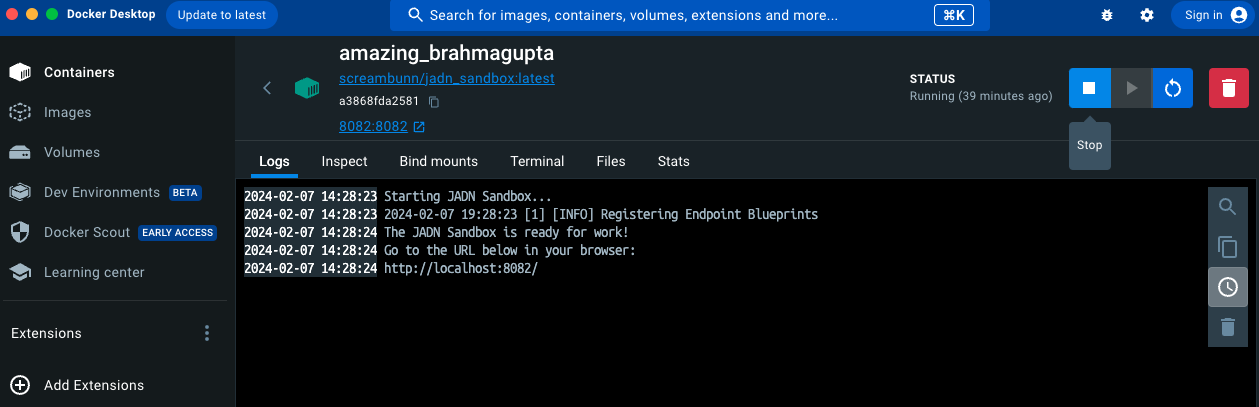 Docker Desktop
Update to latest
Search for images, containers, volumes, extensions and more...
⌘K
Sign in
Containers
Images
Volumes
Dev Environments BETA
Docker Scout EARLY ACCESS
Learning center
Extensions
Add Extensions
amazing_brahmagupta
screambunn/jadn_sandbox:latest
a3868fda2581
8082:8082
STATUS
Running (39 minutes ago)
Stop
Logs Inspect Bind mounts Terminal Files Stats
2024-02-07 14:28:23 Starting JADN Sandbox...
2024-02-07 14:28:23 2024-02-07 19:28:23 [1] [INFO] Registering Endpoint Blueprints
2024-02-07 14:28:24 The JADN Sandbox is ready for work!
2024-02-07 14:28:24 Go to the URL below in your browser:
2024-02-07 14:28:24 http://localhost:8082/